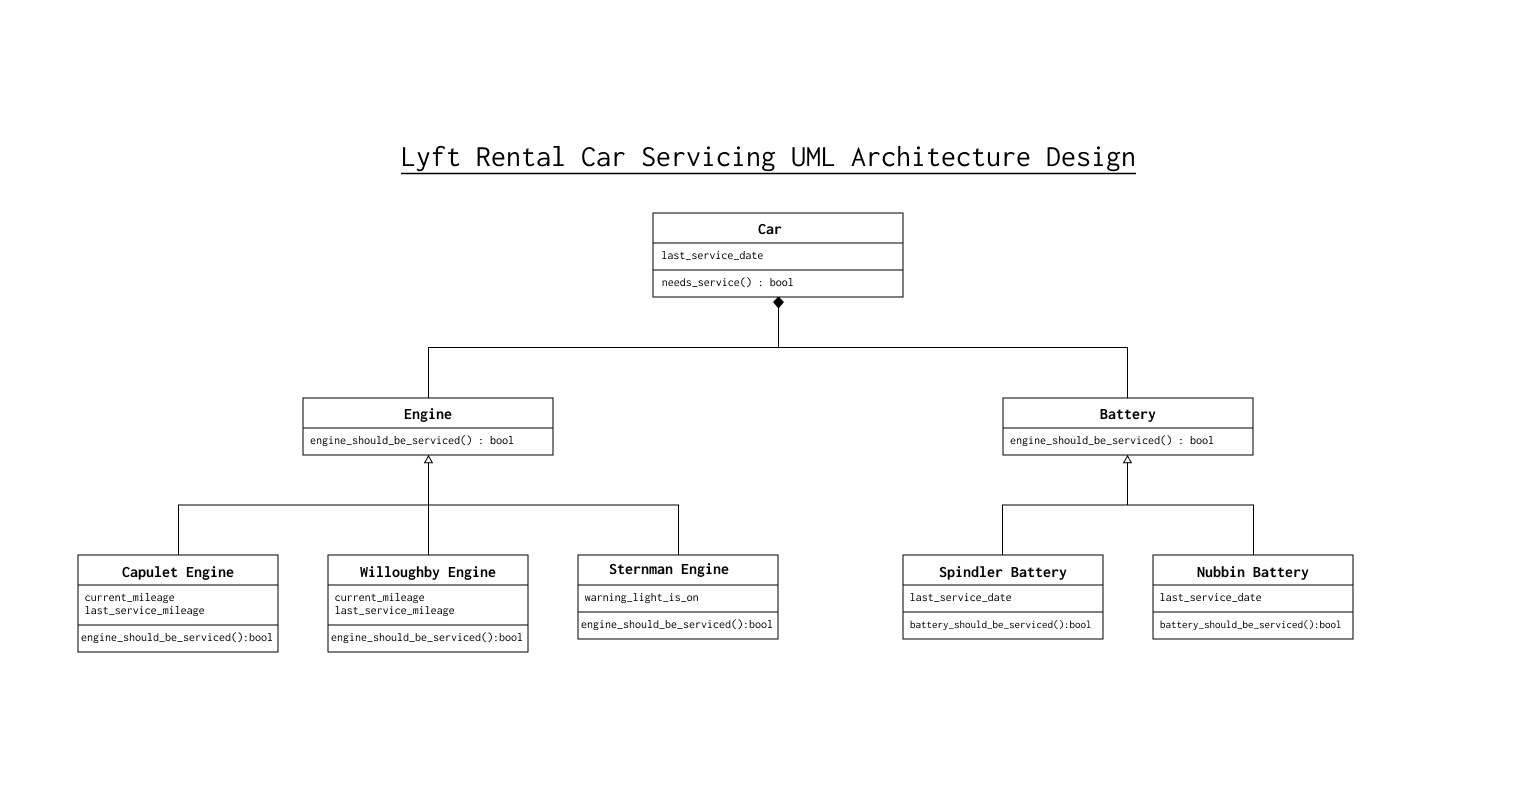 Lyft Rental Car Servicing UML Architecture Design
Car
last_service_date
needs_service() : bool
Engine
engine_should_be_serviced() : bool
Battery
engine_should_be_serviced() : bool
Capulet Engine
current_mileage
last_service_mileage
engine_should_be_serviced():bool
Willoughby Engine
current_mileage
last_service_mileage
engine_should_be_serviced():bool
Sternman Engine
warning_light_is_on
engine_should_be_serviced():bool
Spindler Battery
last_service_date
battery_should_be_serviced():bool
Nubbin Battery
last_service_date
battery_should_be_serviced():bool